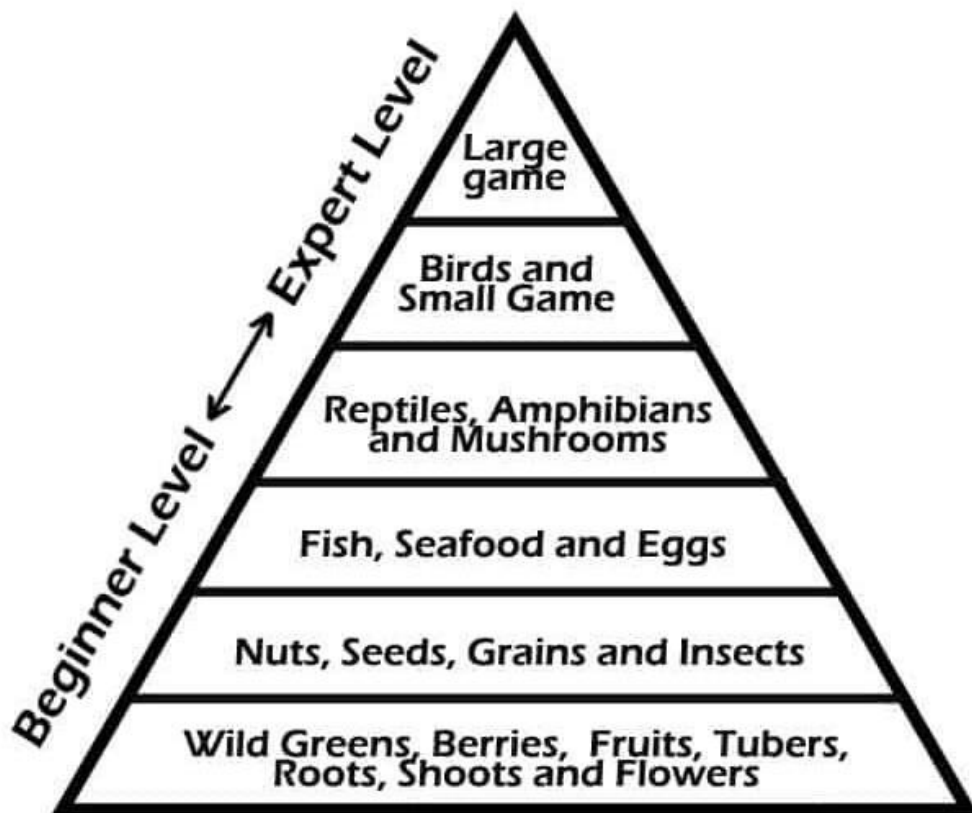 Large
game
Birds and
Small Game
Reptiles, Amphibians
and Mushrooms
Fish, Seafood and Eggs
Nuts, Seeds, Grains and Insects
Wild Greens, Berries, Fruits, Tubers,
Roots, Shoots and Flowers
Beginner Level ↔ Expert Level